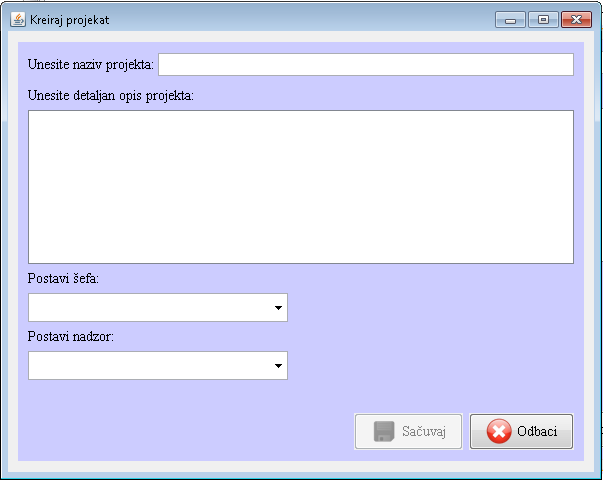 Kreiraj projekat
Unesite naziv projekta:
Unesite detaljan opis projekta:
Postavi šefa:
Postavi nadzor:
Sačuvaj
Odbaci